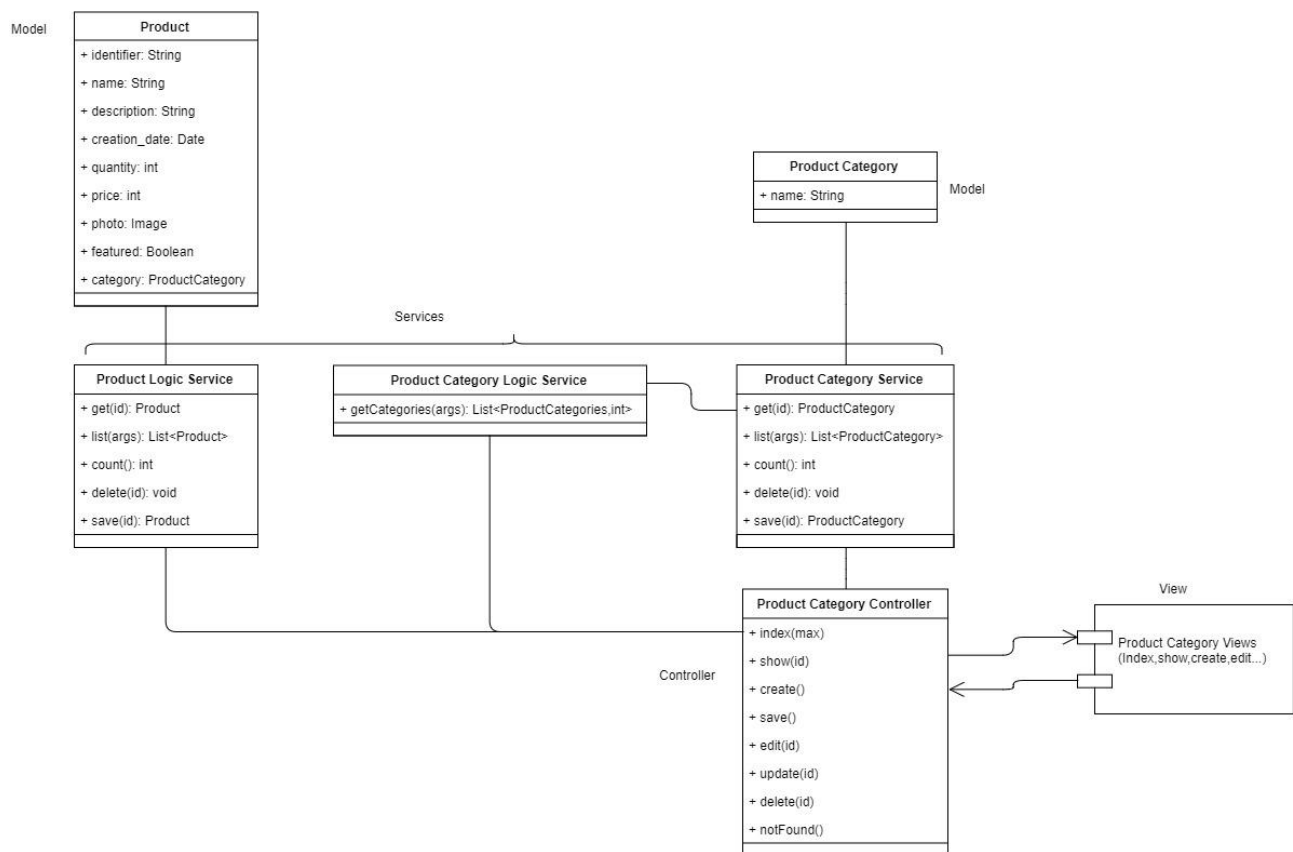 Model
Product
+ identifier: String
+ name: String
+ description: String
+ creation_date: Date
+ quantity: int
+ price: int
+ photo: Image
+ featured: Boolean
+ category: ProductCategory
Product Category
+ name: String
Model
Services
Product Logic Service
+ get(id): Product
+ list(args): List<Product>
+ count(): int
+ delete(id): void
+ save(id): Product
Product Category Logic Service
+ getCategories(args): List<ProductCategories,int>
Product Category Service
+ get(id): ProductCategory
+ list(args): List<ProductCategory>
+ count(): int
+ delete(id): void
+ save(id): ProductCategory
Controller
Product Category Controller
+ index(max)
+ show(id)
+ create()
+ save()
+ edit(id)
+ update(id)
+ delete(id)
+ notFound()
View
Product Category Views
(Index,show,create,edit...)